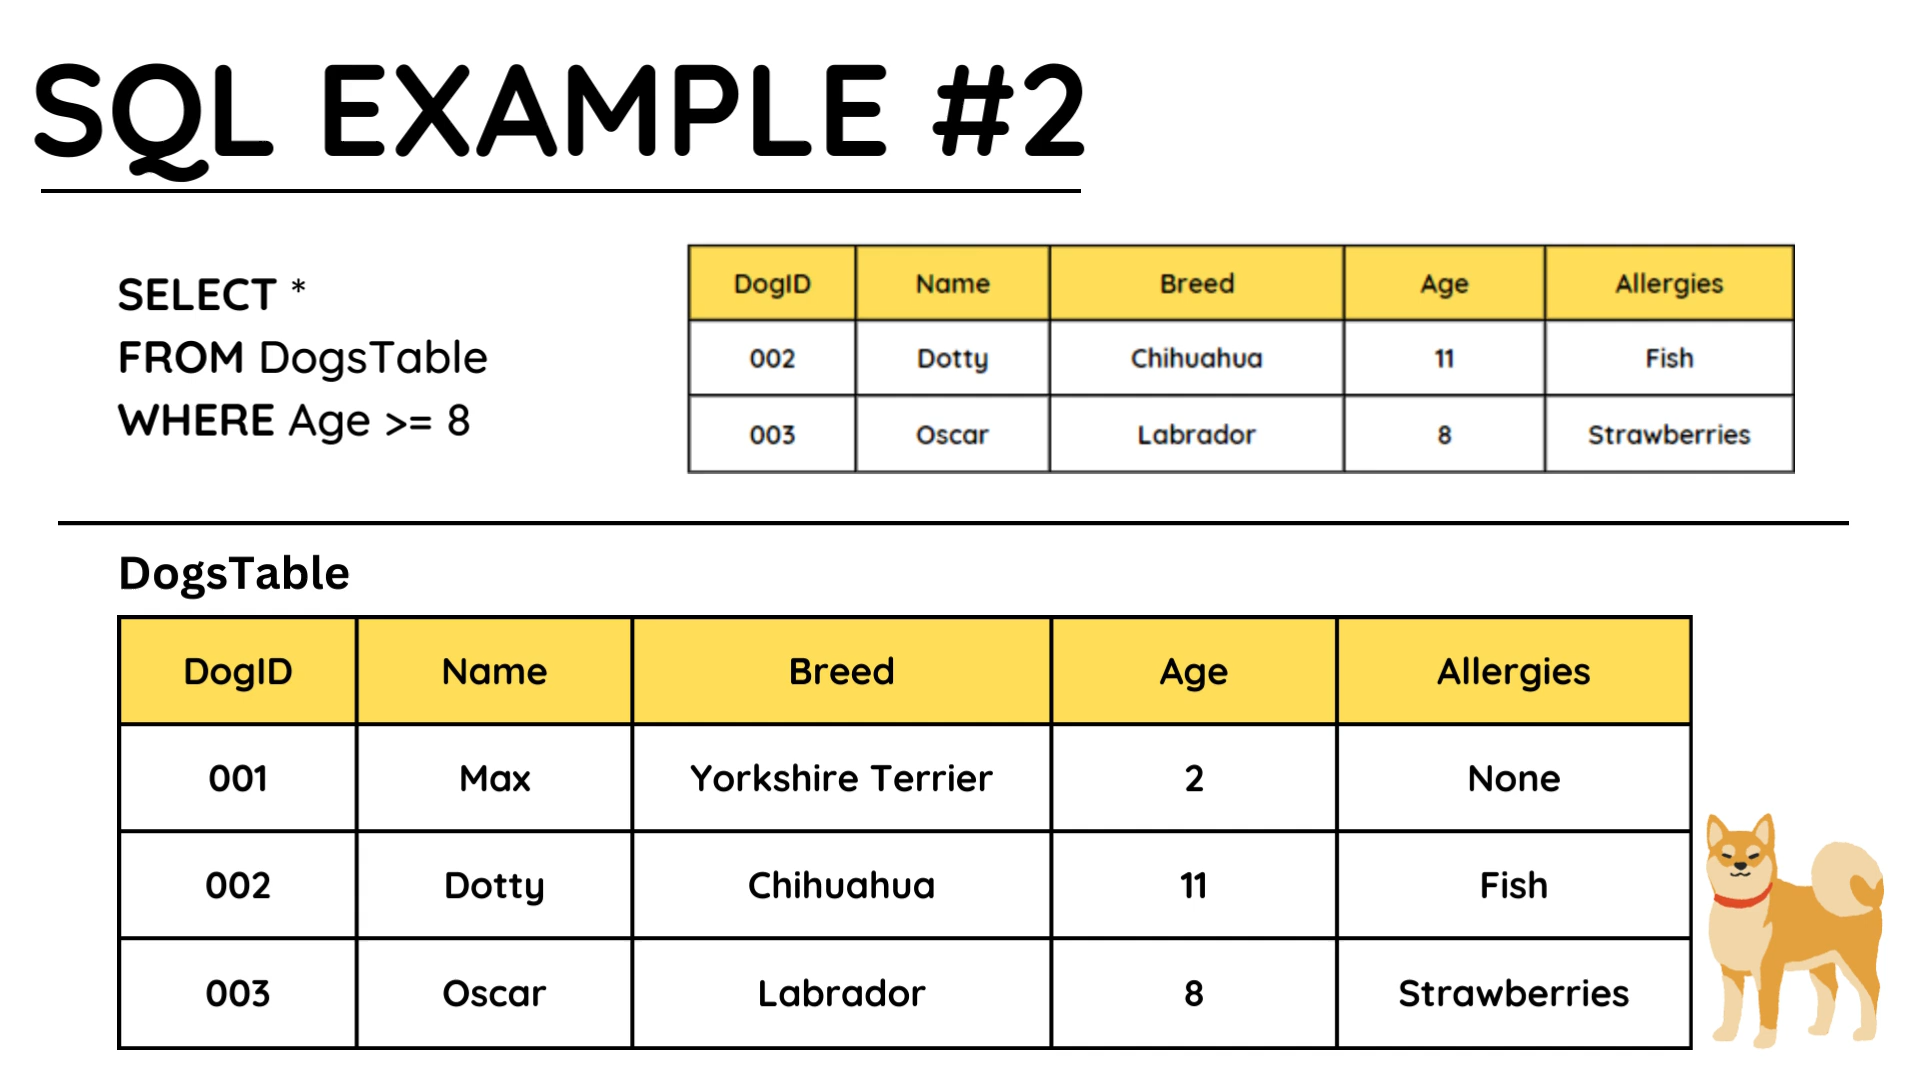 SQL EXAMPLE #2
SELECT *
FROM DogsTable
WHERE Age >= 8
DogID Name Breed Age Allergies
002 Dotty Chihuahua 11 Fish
003 Oscar Labrador 8 Strawberries
DogsTable
DogID Name Breed Age Allergies
001 Max Yorkshire Terrier 2 None
002 Dotty Chihuahua 11 Fish
003 Oscar Labrador 8 Strawberries